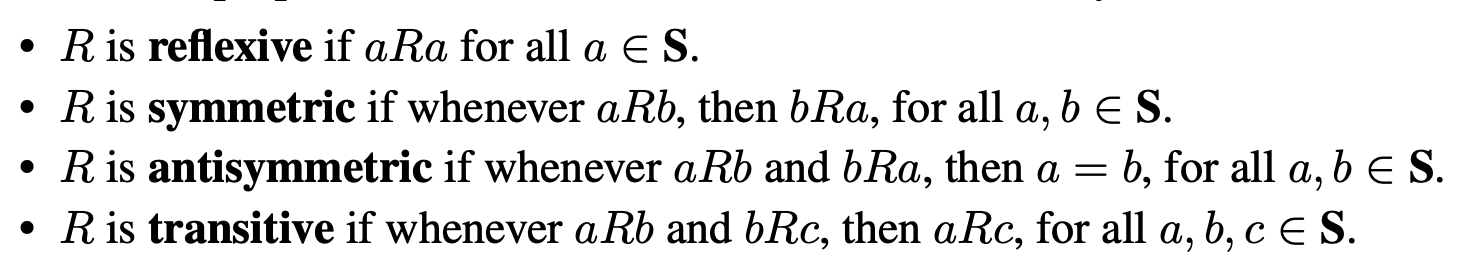 • R is reflexive if aRa for all a ∈ S.
• R is symmetric if whenever aRb, then bRa, for all a, b ∈ S.
• R is antisymmetric if whenever aRb and bRa, then a = b, for all a, b ∈ S.
• R is transitive if whenever aRb and bRc, then aRc, for all a, b, c ∈ S.